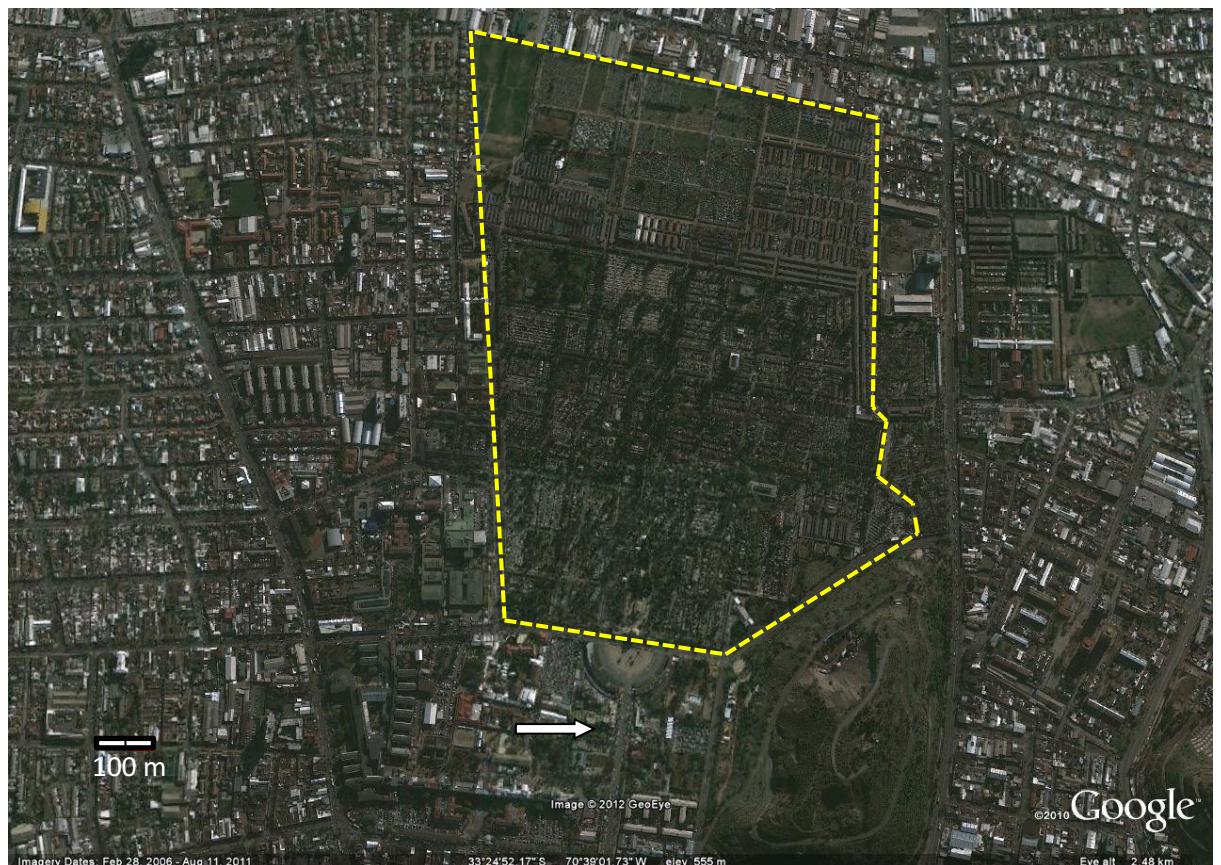 100 m
Image © 2012 GeoEye
©2010 Google™
Imagery Dates: Feb 28, 2006 - Aug 11, 2011
33°24'52.17" S 70°39'01.73" W elev 555 m
Eye alt 2.48 km